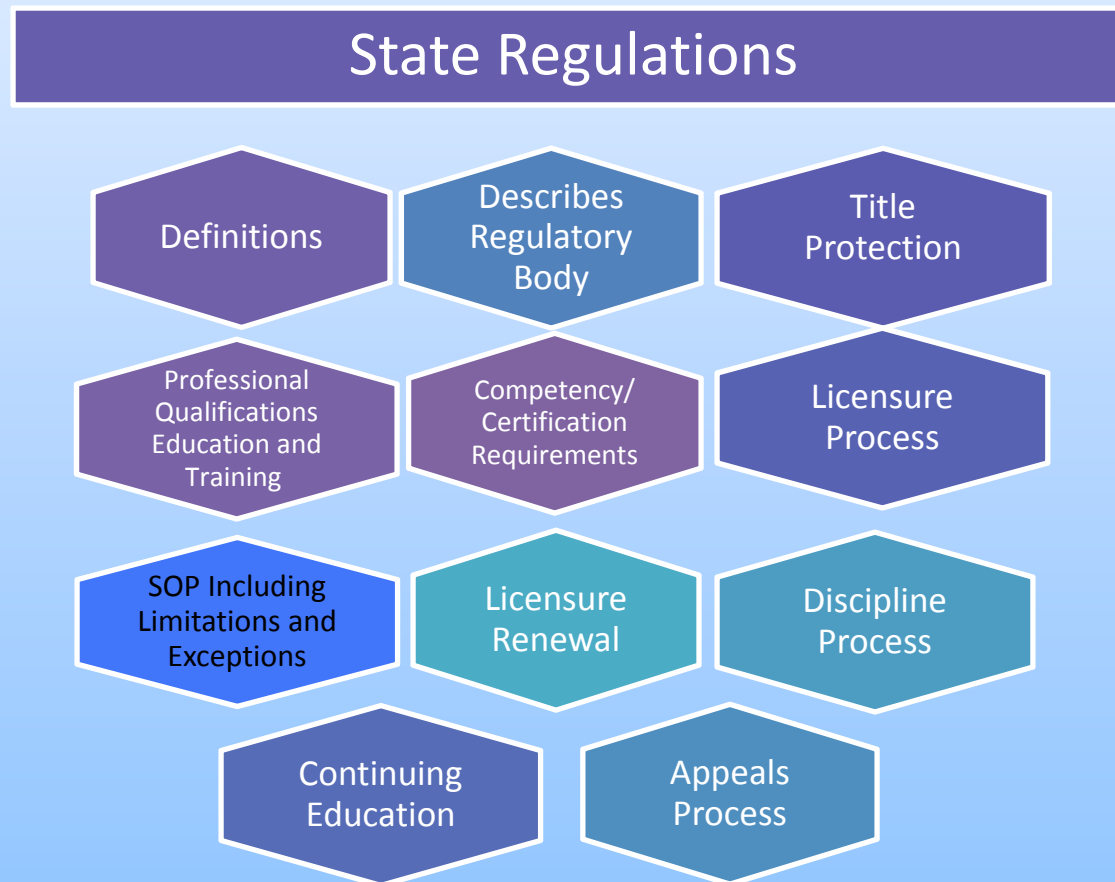 State Regulations
Definitions
Describes
Regulatory
Body
Title
Protection
Professional
Qualifications
Education and
Training
Competency/
Certification
Requirements
Licensure
Process
SOP Including
Limitations and
Exceptions
Licensure
Renewal
Discipline
Process
Continuing
Education
Appeals
Process